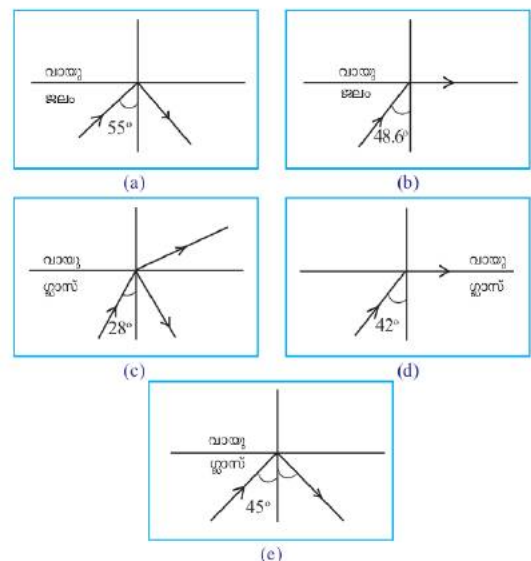 വായു
ജലം
55°
(a)
വായു
ജലം
48.6°
(b)
വായു
ഗ്ലാസ്
28°
(c)
വായു
ഗ്ലാസ്
42°
(d)
വായു
ഗ്ലാസ്
45°
(e)